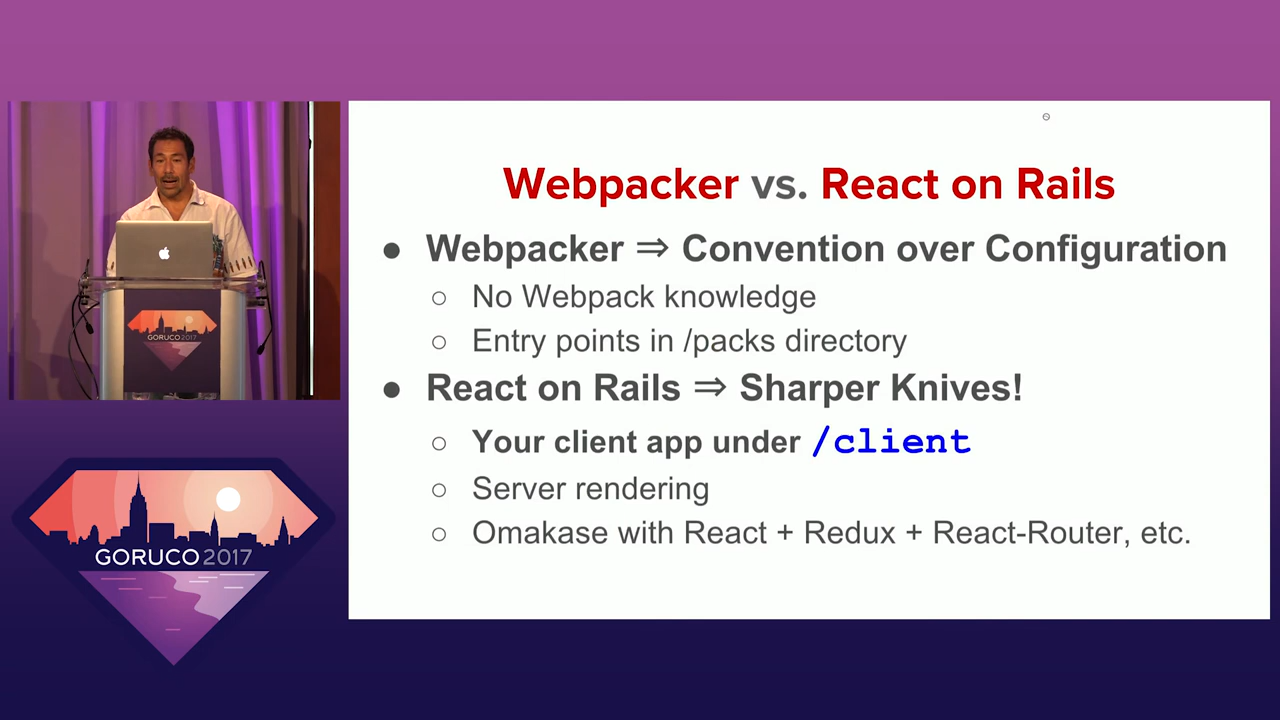 Webpacker vs. React on Rails
● Webpacker ⇒ Convention over Configuration
○ No Webpack knowledge
○ Entry points in /packs directory
● React on Rails ⇒ Sharper Knives!
○ Your client app under /client
○ Server rendering
○ Omakase with React + Redux + React-Router, etc.
GORUCO 2017
GORUCO 2017